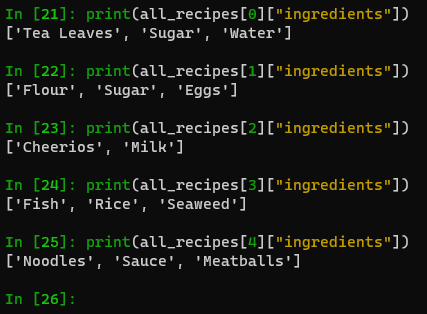 In [21]: print(all_recipes[0]["ingredients"])
['Tea Leaves', 'Sugar', 'Water']
In [22]: print(all_recipes[1]["ingredients"])
['Flour', 'Sugar', 'Eggs']
In [23]: print(all_recipes[2]["ingredients"])
['Cheerios', 'Milk']
In [24]: print(all_recipes[3]["ingredients"])
['Fish', 'Rice', 'Seaweed']
In [25]: print(all_recipes[4]["ingredients"])
['Noodles', 'Sauce', 'Meatballs']
In [26]: